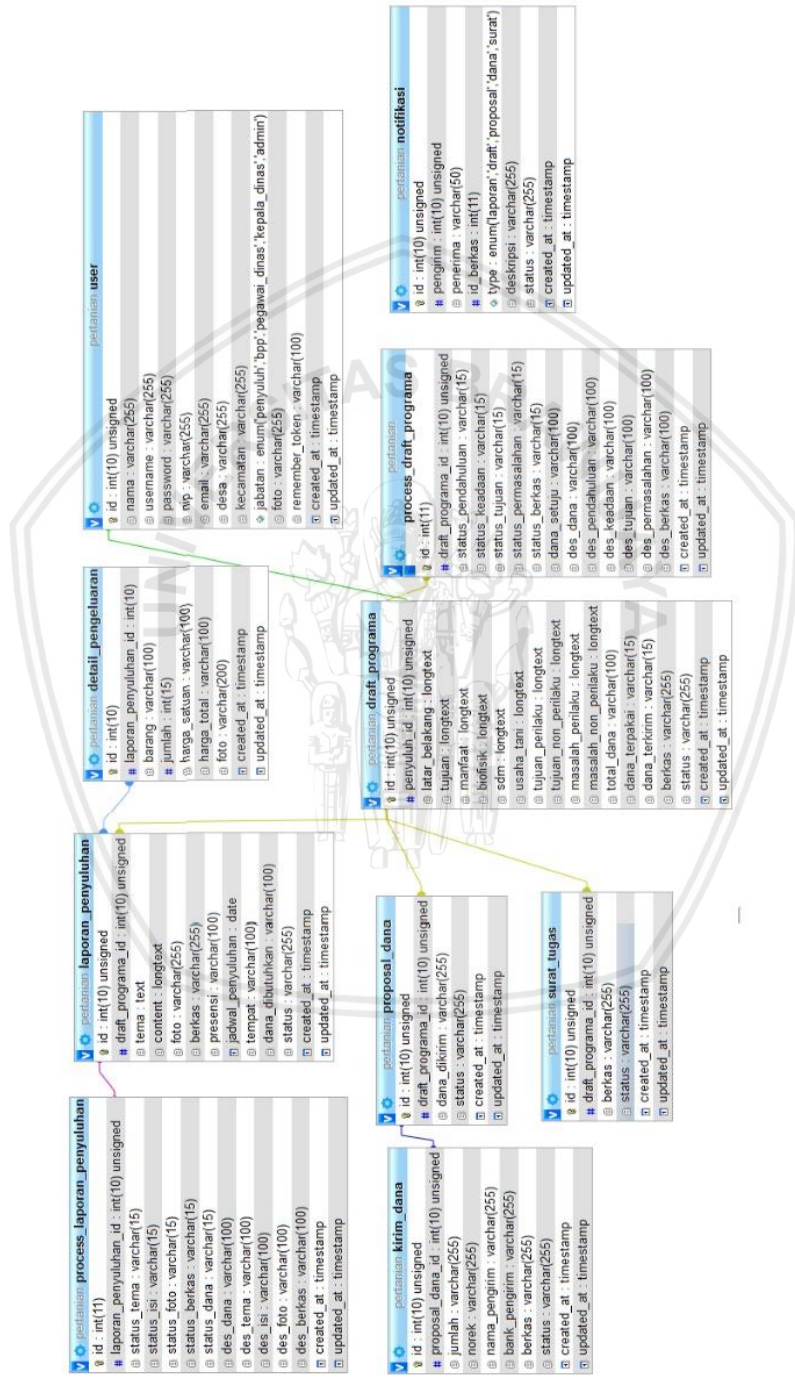 pertanian process_laporan_penyuluhan
id : int(11)
laporan_penyuluhan_id : int(10) unsigned
status_tema : varchar(15)
status_isi : varchar(15)
status_foto : varchar(15)
status_berkas : varchar(15)
status_dana : varchar(15)
des_dana : varchar(100)
des_tema : varchar(100)
des_isi : varchar(100)
des_foto : varchar(100)
des_berkas : varchar(100)
created_at : timestamp
updated_at : timestamp
pertanian laporan_penyuluhan
id : int(10) unsigned
draft_programa_id : int(10) unsigned
tema : text
content : longtext
foto : varchar(255)
berkas : varchar(255)
presensi : varchar(100)
jadwal_penyuluhan : date
tempat : varchar(100)
dana_dibutuhkan : varchar(100)
status : varchar(255)
created_at : timestamp
updated_at : timestamp
pertanian detail_pengeluaran
id : int(10)
laporan_penyuluhan_id : int(10)
barang : varchar(100)
jumlah : int(15)
harga_satuan : varchar(100)
harga_total : varchar(100)
foto : varchar(200)
created_at : timestamp
updated_at : timestamp
pertanian user
id : int(10) unsigned
nama : varchar(255)
username : varchar(255)
password : varchar(255)
nip : varchar(255)
email : varchar(255)
desa : varchar(255)
kecamatan : varchar(255)
jabatan : enum('penyuluh','bpp','pegawai_dinas','kepala_dinas','admin')
foto : varchar(255)
remember_token : varchar(100)
created_at : timestamp
updated_at : timestamp
pertanian kirim_dana
id : int(10) unsigned
proposal_dana_id : int(10) unsigned
jumlah : varchar(255)
norek : varchar(255)
nama_pengirim : varchar(255)
bank_pengirim : varchar(255)
berkas : varchar(255)
status : varchar(255)
created_at : timestamp
updated_at : timestamp
pertanian proposal_dana
id : int(10) unsigned
draft_programa_id : int(10) unsigned
dana_dikirim : varchar(255)
status : varchar(255)
created_at : timestamp
updated_at : timestamp
pertanian surat_tugas
id : int(10) unsigned
draft_programa_id : int(10) unsigned
berkas : varchar(255)
status : varchar(255)
created_at : timestamp
updated_at : timestamp
pertanian draft_programa
id : int(10) unsigned
penyuluh_id : int(10) unsigned
latar_belakang : longtext
tujuan : longtext
manfaat : longtext
biofisik : longtext
sdm : longtext
usaha_tani : longtext
tujuan_perilaku : longtext
tujuan_non_perilaku : longtext
masalah_perilaku : longtext
masalah_non_perilaku : longtext
total_dana : varchar(100)
dana_terpakai : varchar(15)
dana_terkirim : varchar(15)
berkas : varchar(255)
status : varchar(255)
created_at : timestamp
updated_at : timestamp
pertanian
process_draft_programa
id : int(11)
draft_programa_id : int(10) unsigned
status_pendahuluan : varchar(15)
status_keadaan : varchar(15)
status_tujuan : varchar(15)
status_permasalahan : varchar(15)
status_berkas : varchar(15)
dana_setuju : varchar(100)
des_dana : varchar(100)
des_pendahuluan : varchar(100)
des_keadaan : varchar(100)
des_tujuan : varchar(100)
des_permasalahan : varchar(100)
des_berkas : varchar(100)
created_at : timestamp
updated_at : timestamp
pertanian notifikasi
id : int(10) unsigned
pengirim : int(10) unsigned
penerima : varchar(50)
id_berkas : int(11)
type : enum('laporan','draft','proposal','dana','surat')
deskripsi : varchar(255)
status : varchar(255)
created_at : timestamp
updated_at : timestamp